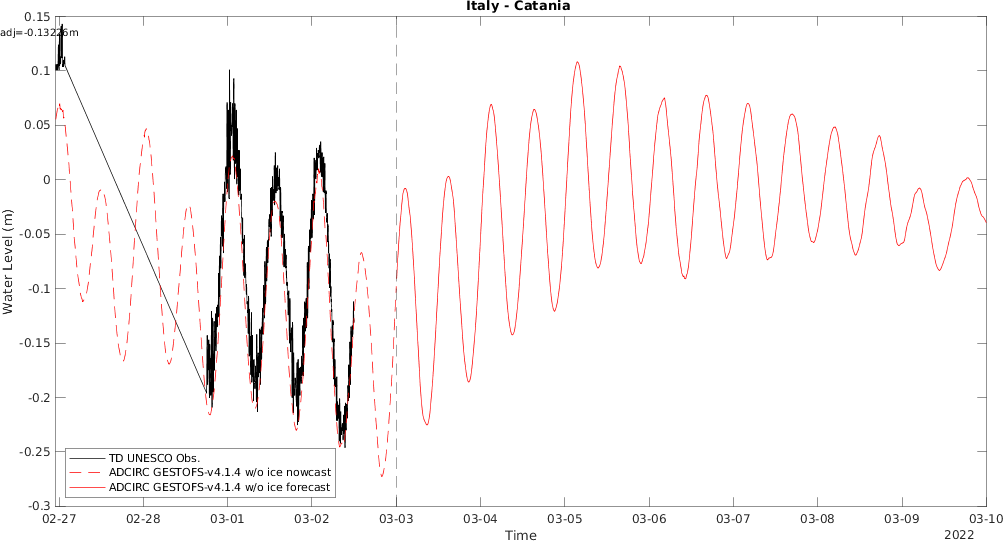 Italy - Catania
adj=-0.13226m
0.15
0.1
0.05
0
-0.05
-0.1
-0.15
-0.2
-0.25
-0.3
Water Level (m)
TD UNESCO Obs.
ADCIRC GESTOFS-v4.1.4 w/o ice nowcast
ADCIRC GESTOFS-v4.1.4 w/o ice forecast
02-27 02-28 03-01 03-02 03-03 03-04 03-05 03-06 03-07 03-08 03-09 03-10
Time
2022